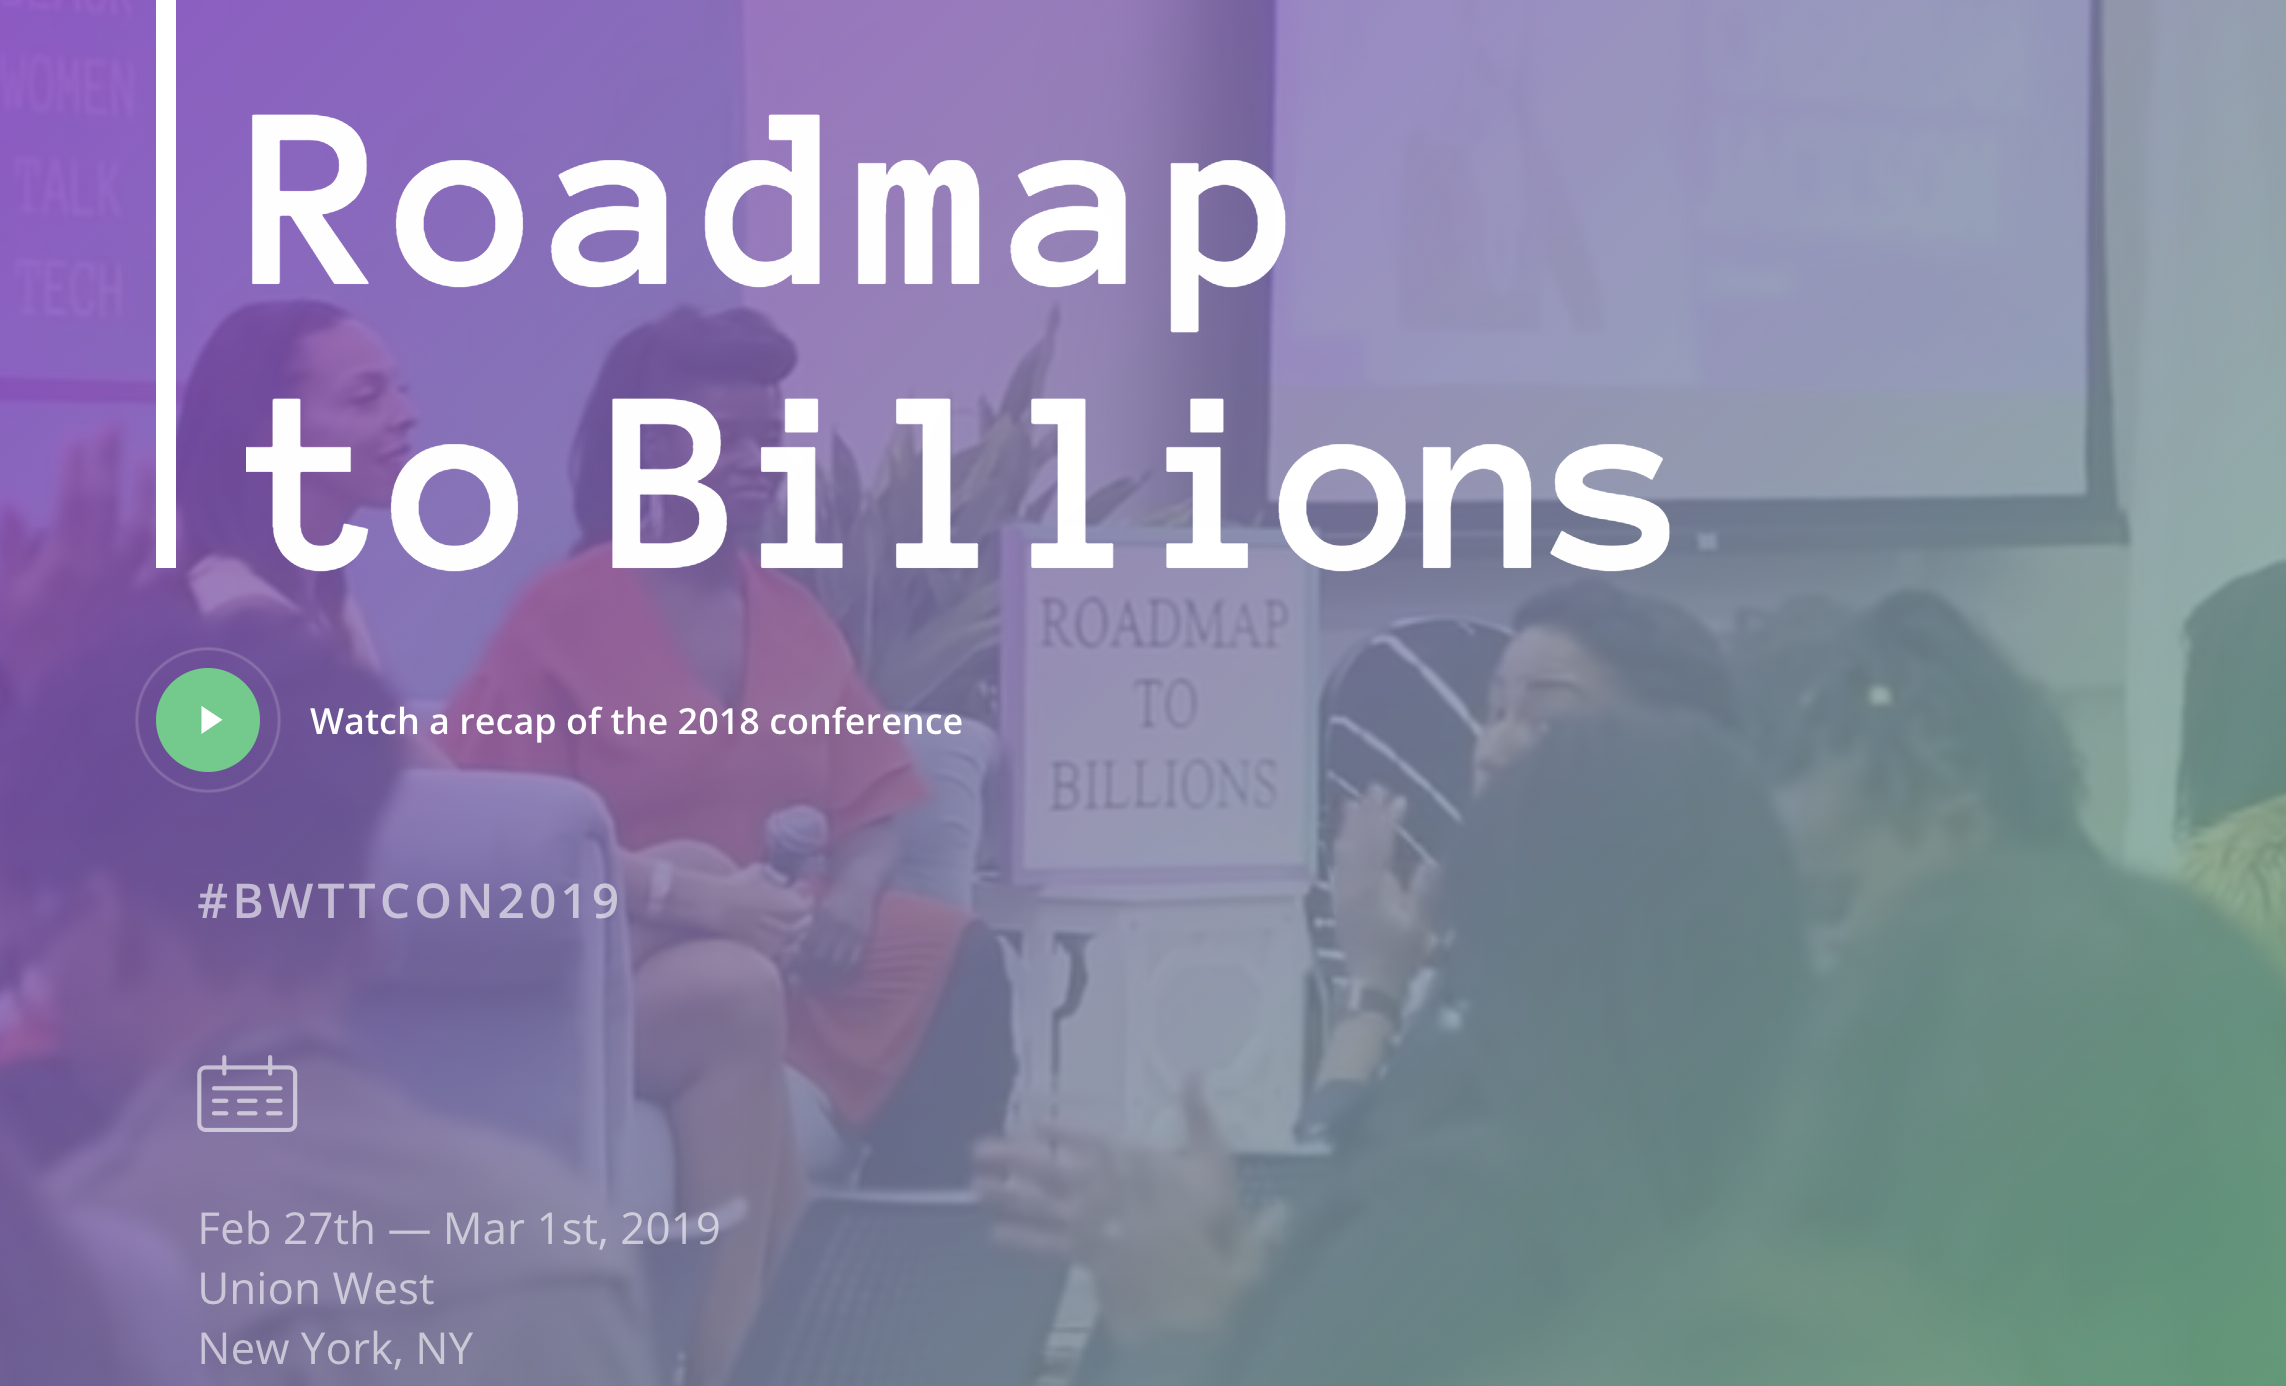 BLACK
WOMEN
TALK
TECH
Roadmap
to Billions
ROADMAP
TO
BILLIONS
Watch a recap of the 2018 conference
#BWTTCON2019
Feb 27th — Mar 1st, 2019
Union West
New York, NY